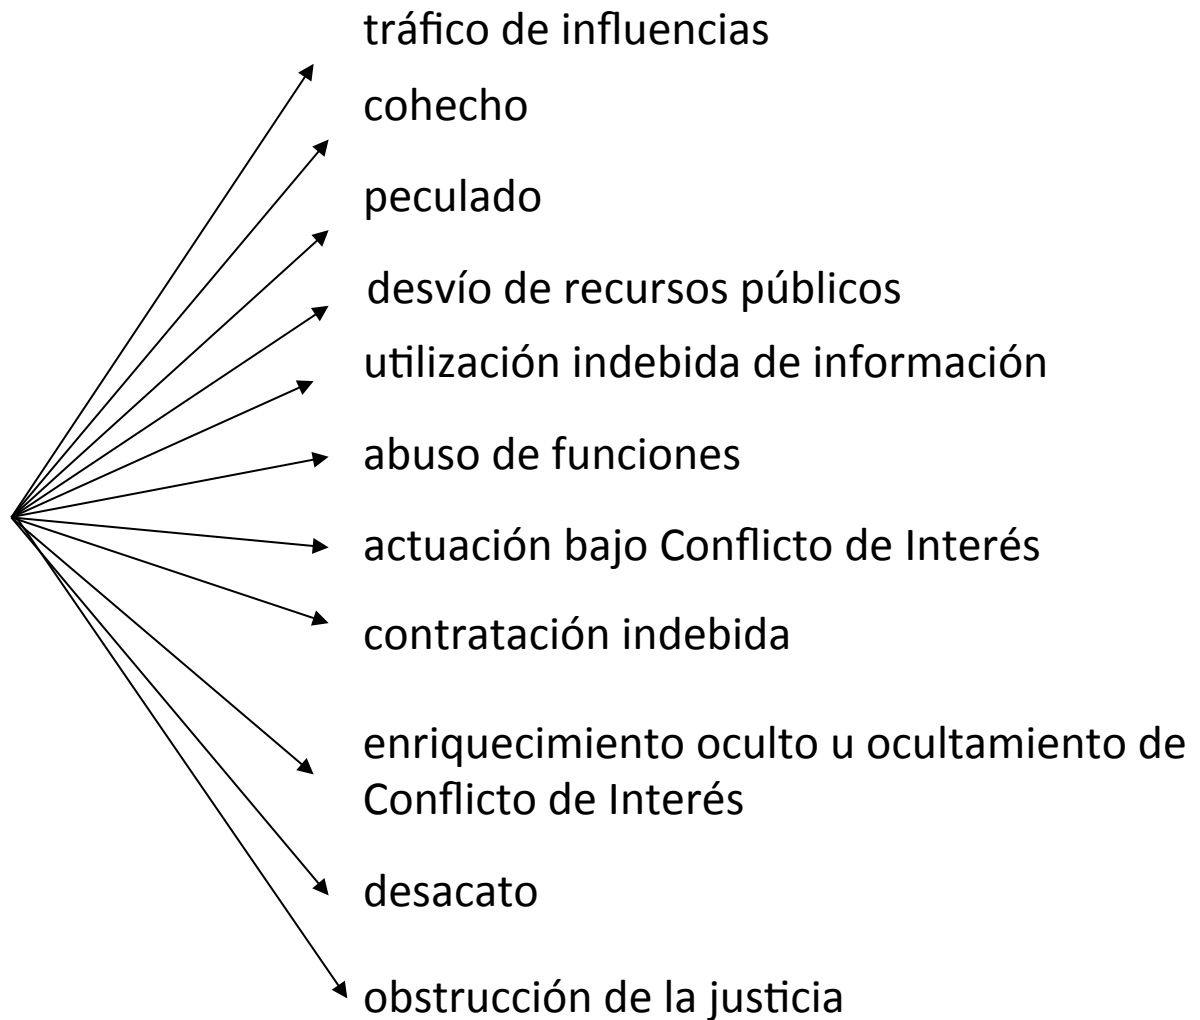 tráfico de influencias
cohecho
peculado
desvío de recursos públicos
utilización indebida de información
abuso de funciones
actuación bajo Conflicto de Interés
contratación indebida
enriquecimiento oculto u ocultamiento de
Conflicto de Interés
desacato
obstrucción de la justicia